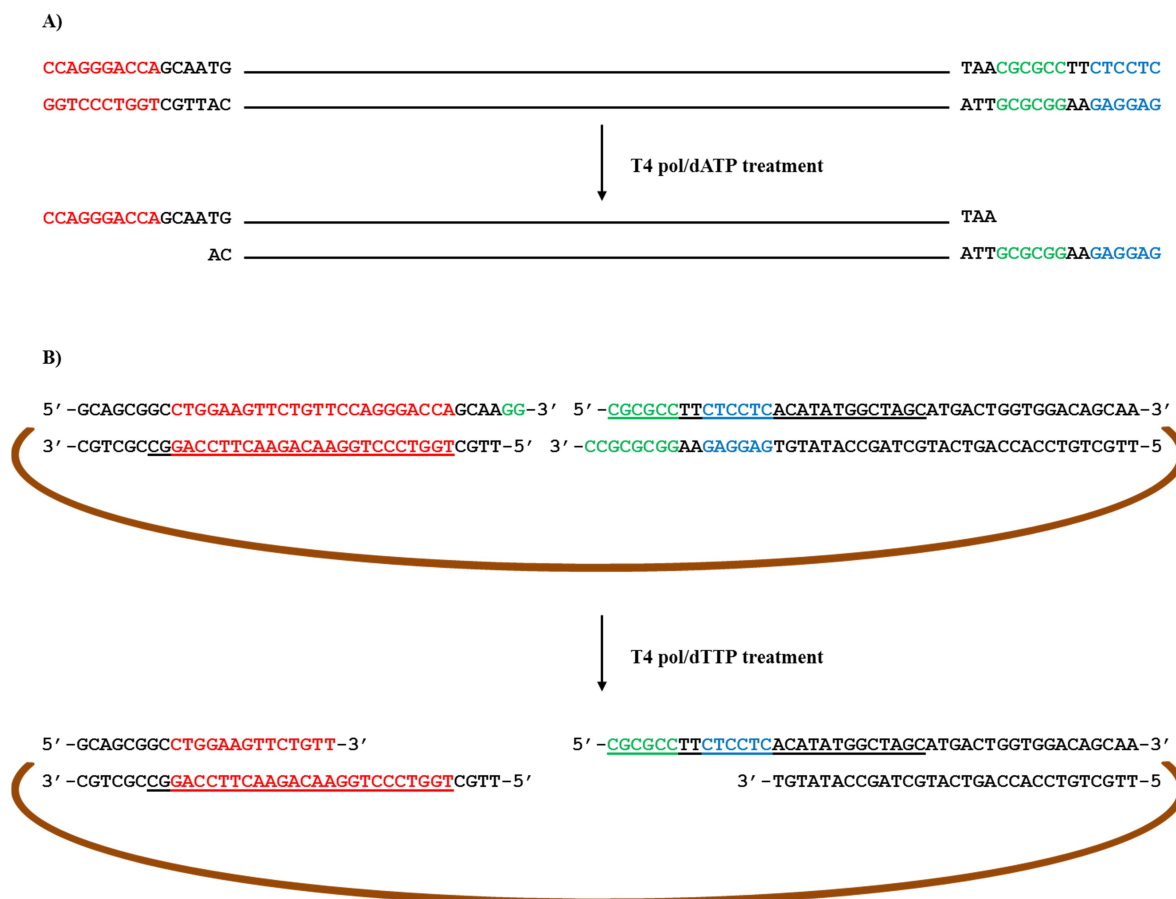 A)
CCAGGGACCAGCAATG TAACGCGCCTTCTCCTC
GGTCCCTGGTCGTTAC ATTGCGCGGAAGAGGAG
T4 pol/dATP treatment
CCAGGGACCAGCAATG TAA
AC ATTGCGCGGAAGAGGAG
B)
5′-GCAGCGGCCTGGAAGTTCTGTTCCAGGGACCAGCAAGG-3′ 5′-CGCGCCTTCTCCTCACATATGGCTAGCATGACTGGTGGACAGCAA-3′
3′-CGTCGCCGGACCTTCAAGACAAGGTCCCTGGTCGTT-5′ 3′-CCGCGCGGAAGAGGAGTGTATACCGATCGTACTGACCACCTGTCGTT-5
T4 pol/dTTP treatment
5′-GCAGCGGCCTGGAAGTTCTGTT-3′ 5′-CGCGCCTTCTCCTCACATATGGCTAGCATGACTGGTGGACAGCAA-3′
3′-CGTCGCCGGACCTTCAAGACAAGGTCCCTGGTCGTT-5′ 3′-TGTATACCGATCGTACTGACCACCTGTCGTT-5